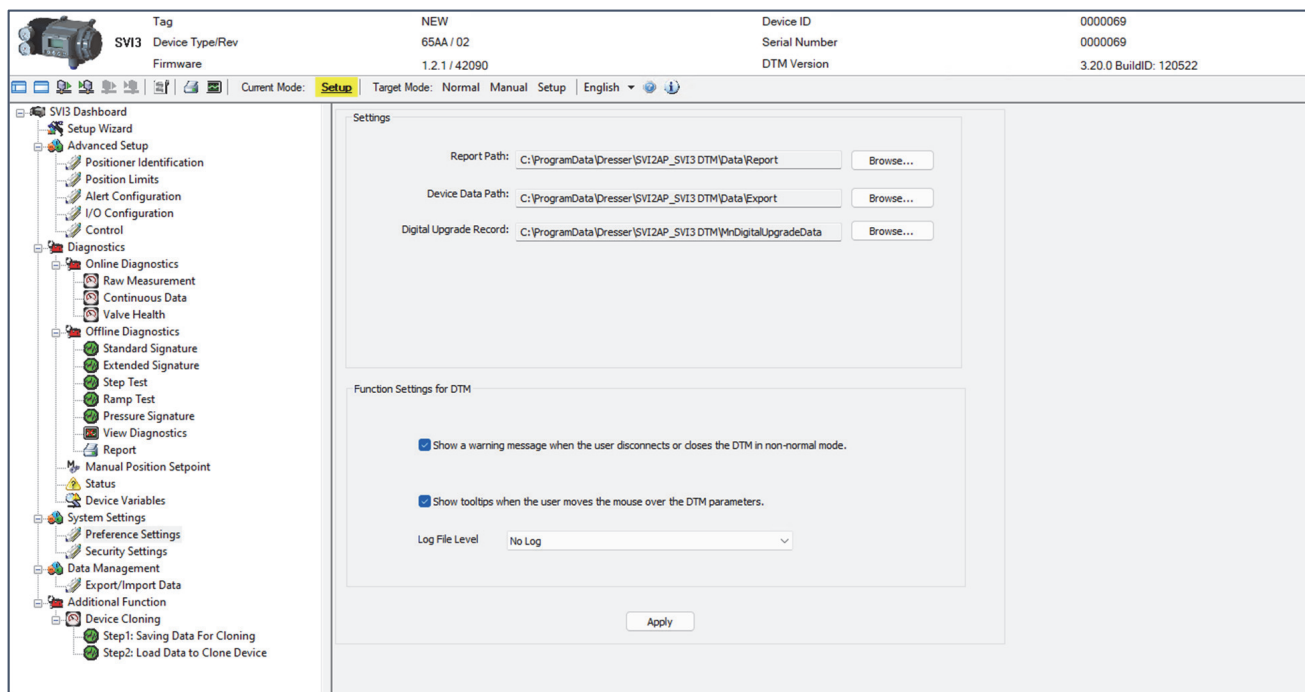 Tag NEW Device ID 0000069
SVI3 Device Type/Rev 65AA / 02 Serial Number 0000069
Firmware 1.2.1 / 42090 DTM Version 3.20.0 BuildID: 120522
Current Mode: Setup Target Mode: Normal Manual Setup English
SVI3 Dashboard
Setup Wizard
Advanced Setup
Positioner Identification
Position Limits
Alert Configuration
I/O Configuration
Control
Diagnostics
Online Diagnostics
Raw Measurement
Continuous Data
Valve Health
Offline Diagnostics
Standard Signature
Extended Signature
Step Test
Ramp Test
Pressure Signature
View Diagnostics
Report
Manual Position Setpoint
Status
Device Variables
System Settings
Preference Settings
Security Settings
Data Management
Export/Import Data
Additional Function
Device Cloning
Step1: Saving Data For Cloning
Step2: Load Data to Clone Device
Settings
Report Path: C:\ProgramData\Dresser\SVI2AP_SVI3 DTM\Data\Report Browse...
Device Data Path: C:\ProgramData\Dresser\SVI2AP_SVI3 DTM\Data\Export Browse...
Digital Upgrade Record: C:\ProgramData\Dresser\SVI2AP_SVI3 DTM\MnDigitalUpgradeData Browse...
Function Settings for DTM
Show a warning message when the user disconnects or closes the DTM in non-normal mode.
Show tooltips when the user moves the mouse over the DTM parameters.
Log File Level No Log
Apply